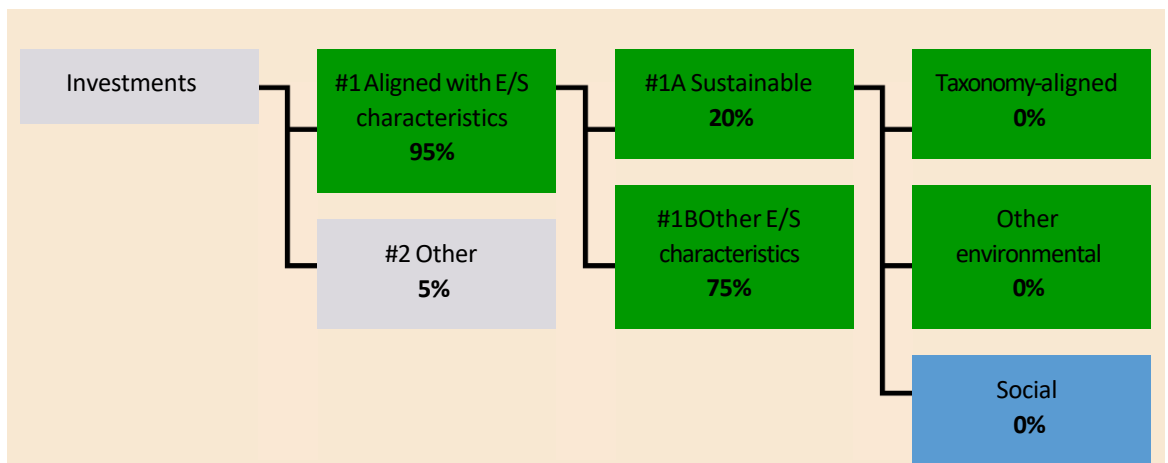 Investments
#1 Aligned with E/S
characteristics
95%
#2 Other
5%
#1A Sustainable
20%
#1BOther E/S
characteristics
75%
Taxonomy-aligned
0%
Other
environmental
0%
Social
0%